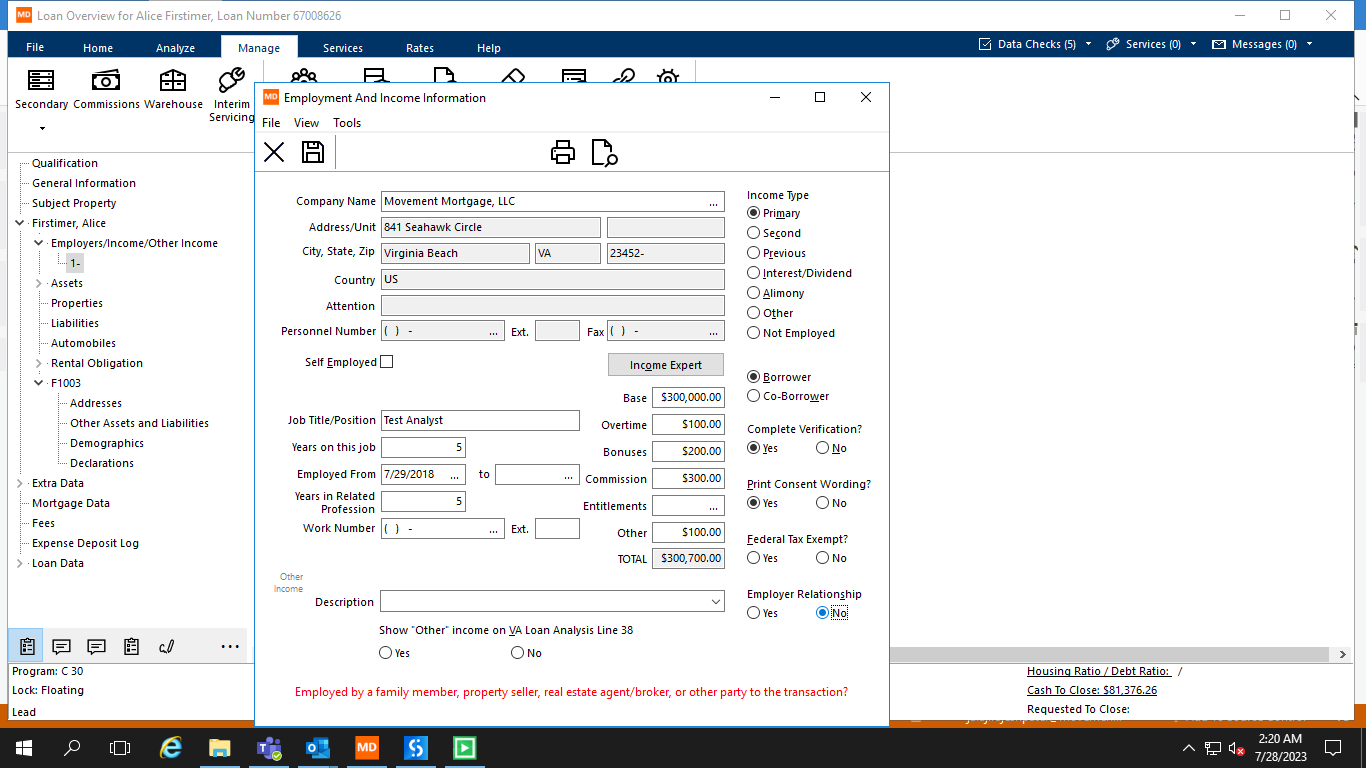 MD Loan Overview for Alice Firstimer, Loan Number 67008626
File Home Analyze Manage Services Rates Help
Data Checks (5) Services (0) Messages (0)
Secondary Commissions Warehouse Interim Servicing
Qualification
General Information
Subject Property
Firstimer, Alice
Employers/Income/Other Income
1-
Assets
Properties
Liabilities
Automobiles
Rental Obligation
F1003
Addresses
Other Assets and Liabilities
Demographics
Declarations
Extra Data
Mortgage Data
Fees
Expense Deposit Log
Loan Data
...
Program: C 30
Lock: Floating
Lead
MD Employment And Income Information
File View Tools
Company Name Movement Mortgage, LLC ...
Address/Unit 841 Seahawk Circle
City, State, Zip Virginia Beach VA 23452-
Country US
Attention
Personnel Number ( ) - ... Ext. Fax ( ) - ...
Self Employed
Income Expert
Base $300,000.00
Job Title/Position Test Analyst
Overtime $100.00
Years on this job 5
Bonuses $200.00
Employed From 7/29/2018 ... to ...
Commission $300.00
Years in Related Profession 5
Entitlements ...
Work Number ( ) - ... Ext.
Other $100.00
TOTAL $300,700.00
Other Income
Description
Show "Other" income on VA Loan Analysis Line 38
Yes No
Employed by a family member, property seller, real estate agent/broker, or other party to the transaction?
Income Type
Primary
Second
Previous
Interest/Dividend
Alimony
Other
Not Employed
Borrower
Co-Borrower
Complete Verification?
Yes No
Print Consent Wording?
Yes No
Federal Tax Exempt?
Yes No
Employer Relationship
Yes No
Housing Ratio / Debt Ratio: /
Cash To Close: $81,376.26
Requested To Close:
MD
2:20 AM
7/28/2023